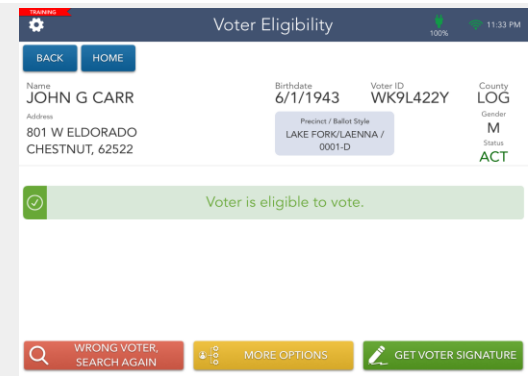 TRAINING
Voter Eligibility
100%
11:33 PM
BACK
HOME
Name
JOHN G CARR
Birthdate
6/1/1943
Voter ID
WK9L422Y
County
LOG
Address
801 W ELDORADO
CHESTNUT, 62522
Precinct / Ballot Style
LAKE FORK/LAENNA /
0001-D
Gender
M
Status
ACT
Voter is eligible to vote.
WRONG VOTER,
SEARCH AGAIN
MORE OPTIONS
GET VOTER SIGNATURE